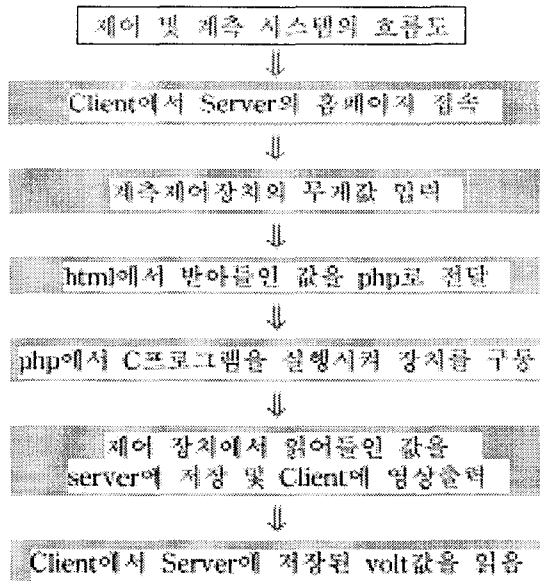 제어 및 계측 시스템의 흐름도
Client에서 Server의 홈페이지 접속
계측제어장치의 무게값 입력
html에서 받아들인 값을 php로 전달
php에서 C프로그램을 실행시켜 장치를 구동
제어 장치에서 읽어들인 값을
server에 저장 및 Client에 영상출력
Client에서 Server에 저장된 volt값을 읽음